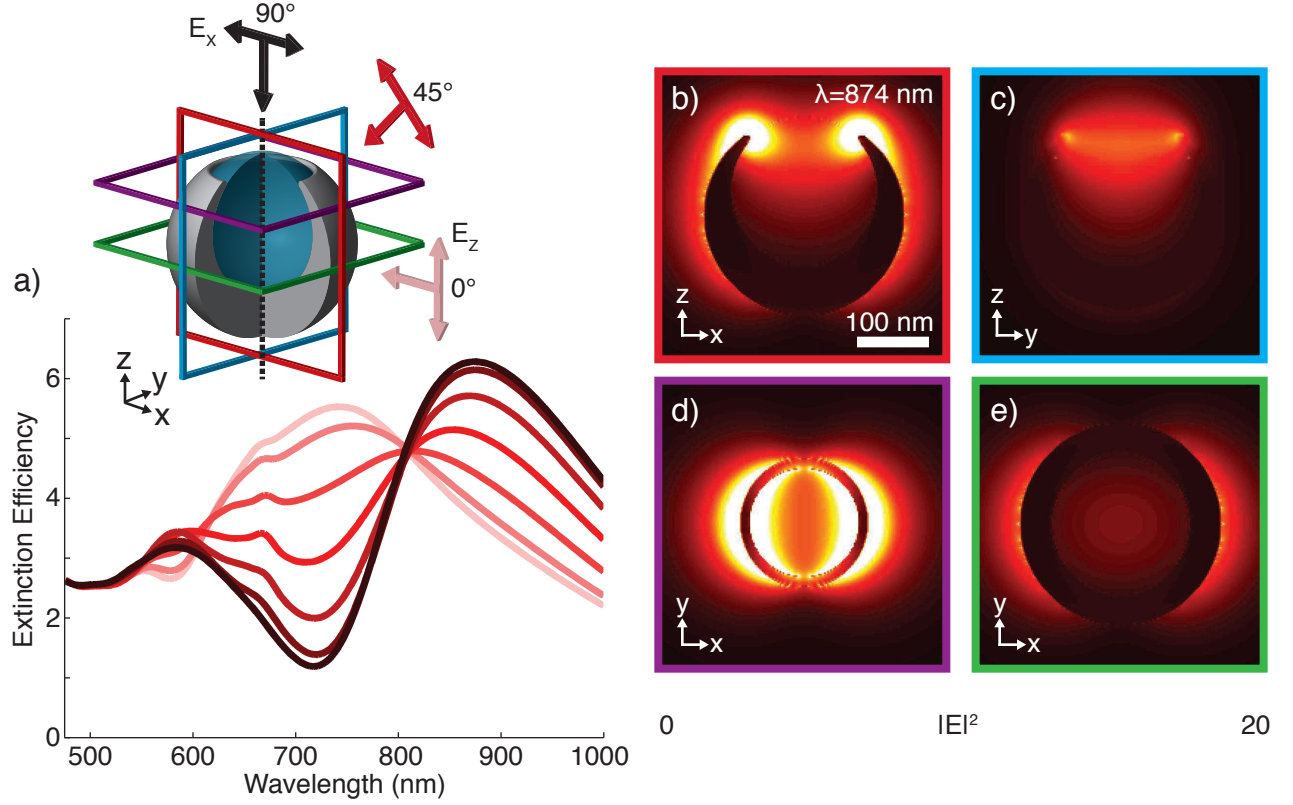 a)
90°
Eₓ
45°
E_z
0°
z
y
x
Extinction Efficiency
6
4
2
0
500
600
700
800
900
1000
Wavelength (nm)
b)
λ=874 nm
z
x
100 nm
c)
z
y
d)
y
x
e)
y
x
0
|E|²
20